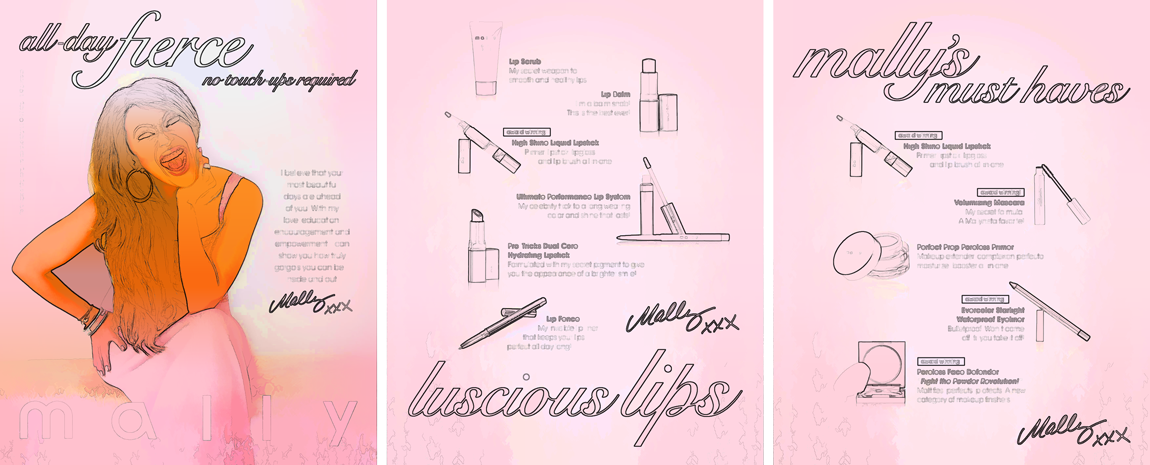 all-day fierce
no touch-ups required
I believe that your
most beautiful
days are ahead
of you. With my
love, education,
encouragement and
empowerment, I can
show you how truly
gorgeous you can be
inside and out.
Mally xxx
mally
Lip Scrub
My secret weapon to
smooth and healthy lips.
Lip Balm
I'm a balm snob!
This is the best ever!
award winning
High Shine Liquid Lipstick
Primer, lipstick, lipgloss
and lip brush all in one
Ultimate Performance Lip System
My celebrity trick to a long wearing
color and shine that lasts!
Pro-Tricks Dual Core
Hydrating Lipstick
Formulated with my secret pigment to give
you the appearance of a brighter smile!
Lip Fence
My invisible lip liner
that keeps your lips
perfect all day long!
Mally xxx
luscious lips
mally's
must haves
award winning
High Shine Liquid Lipstick
Primer, lipstick, lipgloss
and lip brush all in one
award winning
Volumizing Mascara
My secret formula.
A Mallynista favorite!
Perfect Prep Poreless Primer
Makeup extender, complexion perfector
moisture booster all in one
award winning
Evercolor Starlight
Waterproof Eyeliner
Bulletproof! Won't come
off 'til you take it off!
award winning
Poreless Face Defender
Fight The Powder Revolution!
Mattifies, perfects, protects. A new
category of makeup finishers
Mally xxx